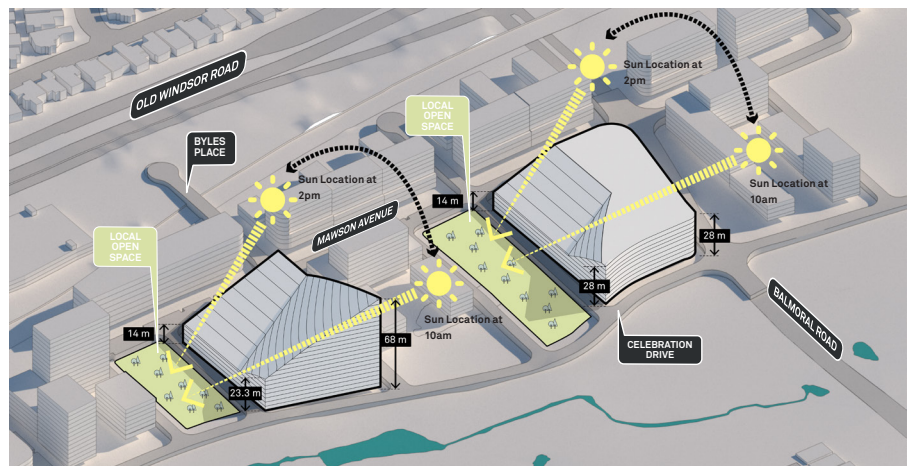 OLD WINDSOR ROAD
Sun Location at
2pm
LOCAL
OPEN
SPACE
BYLES
PLACE
Sun Location at
2pm
Sun Location at
10am
14 m
MAWSON AVENUE
28 m
LOCAL
OPEN
SPACE
28 m
BALMORAL ROAD
14 m
Sun Location at
10am
68 m
CELEBRATION
DRIVE
23.3 m